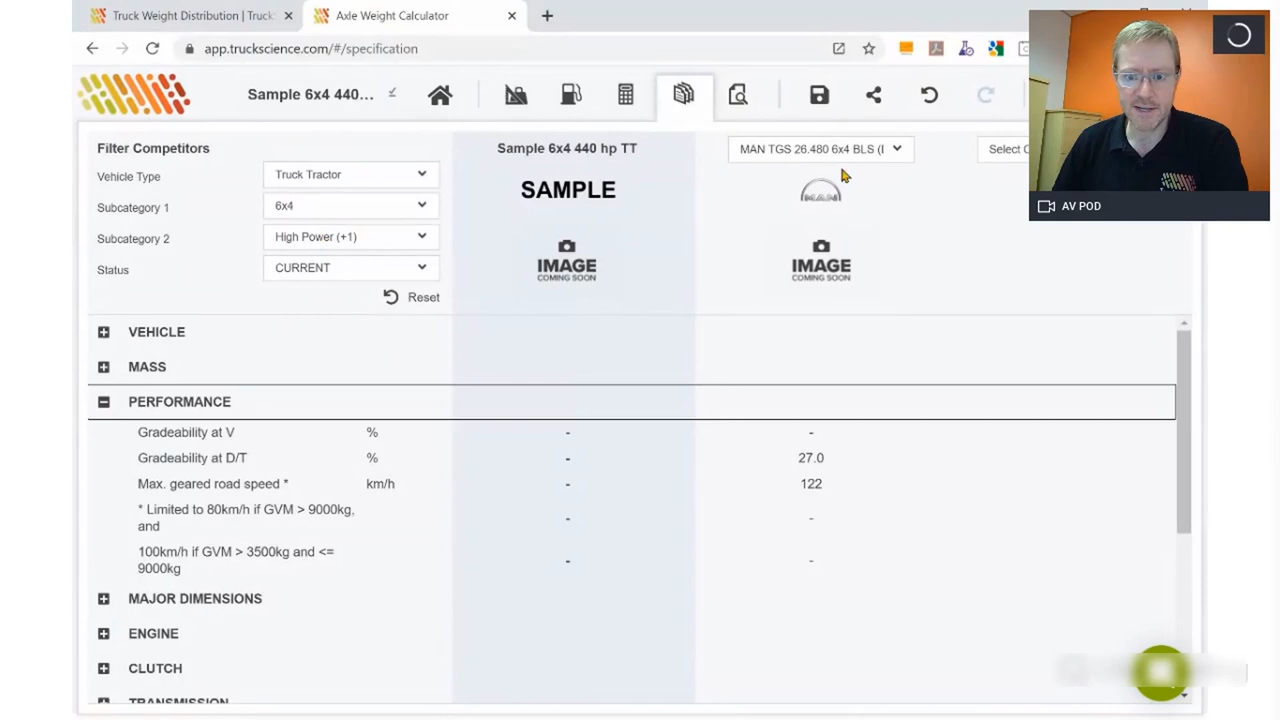 Truck Weight Distribution | Truck
Axle Weight Calculator
app.truckscience.com/#/specification
Sample 6x4 440...
Filter Competitors
Sample 6x4 440 hp TT
MAN TGS 26.480 6x4 BLS (
Select
Vehicle Type
Truck Tractor
SAMPLE
MAN
Subcategory 1
6x4
AV POD
Subcategory 2
High Power (+1)
IMAGE
COMING SOON
IMAGE
COMING SOON
Status
CURRENT
Reset
VEHICLE
MASS
PERFORMANCE
Gradeability at V % - -
Gradeability at D/T % - 27.0
Max. geared road speed * km/h - 122
* Limited to 80km/h if GVM > 9000kg,
and - -
100km/h if GVM > 3500kg and <=
9000kg - -
MAJOR DIMENSIONS
ENGINE
CLUTCH
TRANSMISSION